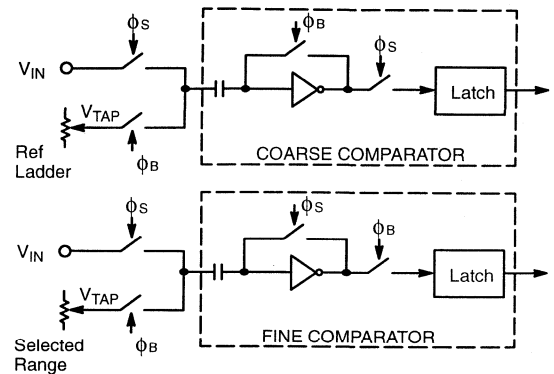 ϕS
ϕB
ϕS
VIN
VTAP
Latch
Ref
Ladder
ϕB
COARSE COMPARATOR
ϕS
ϕS
ϕB
VIN
VTAP
Latch
Selected
Range
ϕB
FINE COMPARATOR